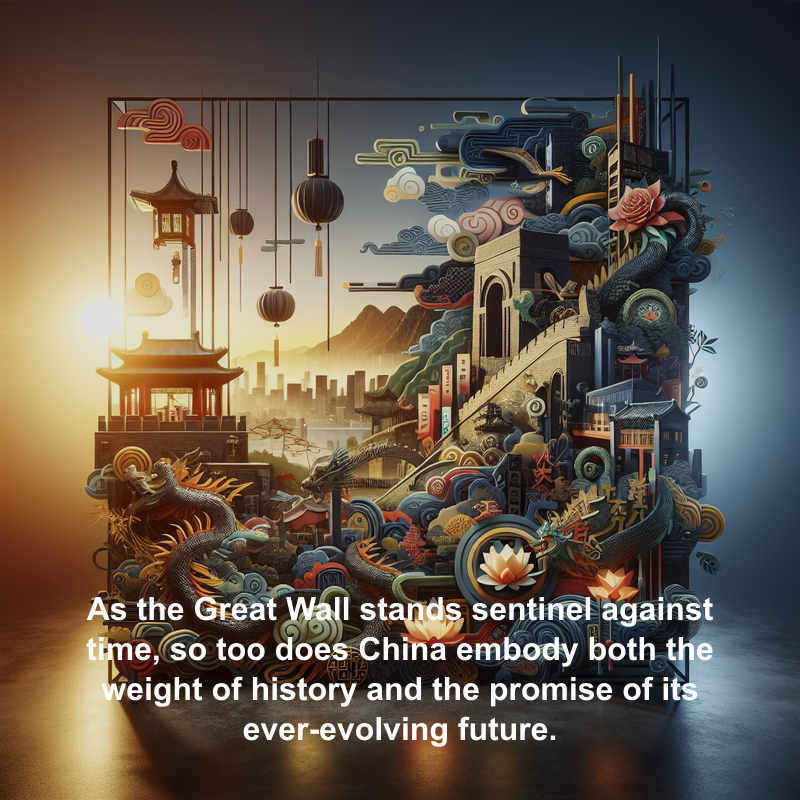 As the Great Wall stands sentinel against
time, so too does China embody both the
weight of history and the promise of its
ever-evolving future.